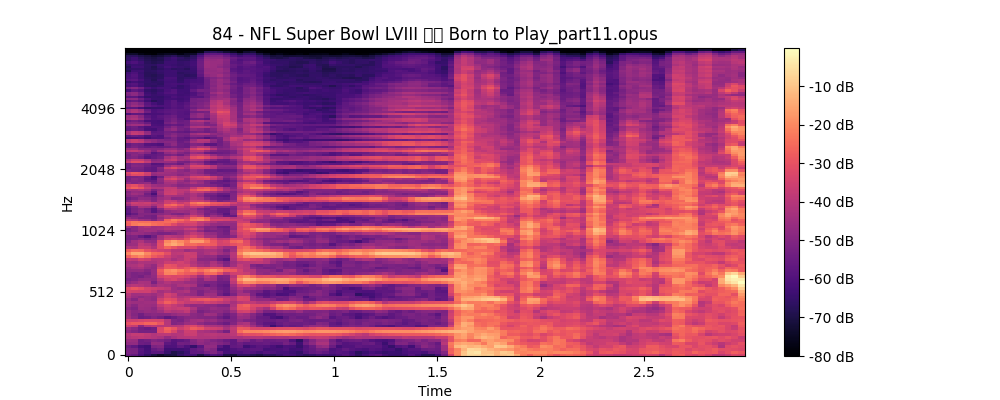 84 - NFL Super Bowl LVIII Born to Play_part11.opus
4096
2048
1024
512
0
Hz
0 0.5 1 1.5 2 2.5
Time
-10 dB
-20 dB
-30 dB
-40 dB
-50 dB
-60 dB
-70 dB
-80 dB